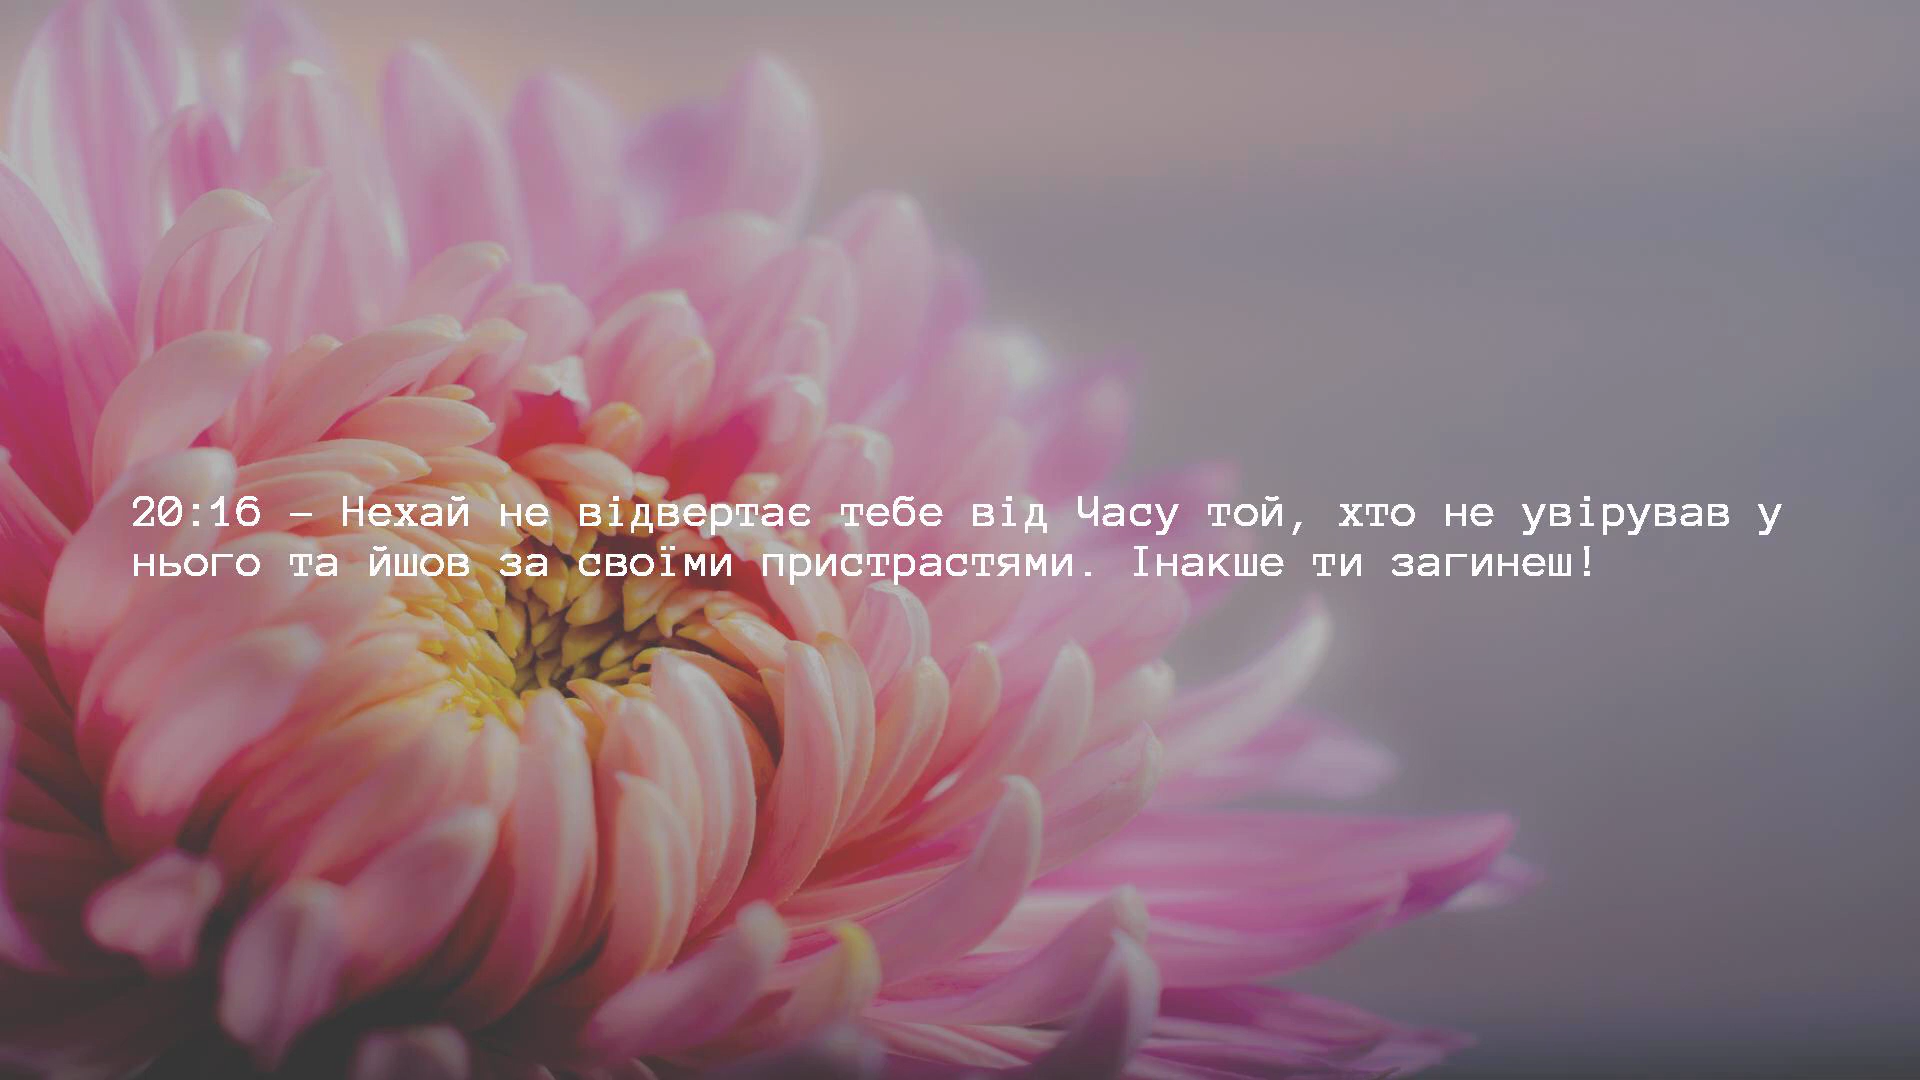 20:16 – Нехай не відвертає тебе від Часу той, хто не увірував у
нього та йшов за своїми пристрастями. Інакше ти загинеш!